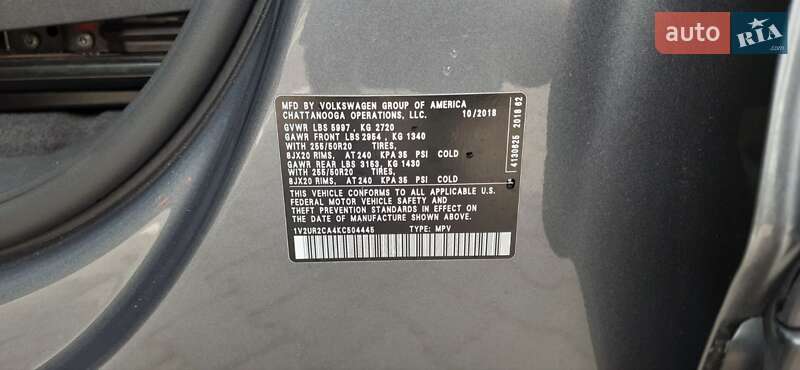 auto RIA
MFD BY VOLKSWAGEN GROUP OF AMERICA
CHATTANOOGA OPERATIONS, LLC. 10/2018
GVWR LBS 5997 , KG 2720
GAWR FRONT LBS 2954 , KG 1340
WITH 255/50R20 TIRES,
8JX20 RIMS, AT 240 KPA 35 PSI COLD
GAWR REAR LBS 3153, KG 1430
WITH 255/50R20 TIRES,
8JX20 RIMS, AT 240 KPA 35 PSI COLD
THIS VEHICLE CONFORMS TO ALL APPLICABLE U.S.
FEDERAL MOTOR VEHICLE SAFETY AND
THEFT PREVENTION STANDARDS IN EFFECT ON
THE DATE OF MANUFACTURE SHOWN ABOVE.
1V2UR2CA4KC504445 TYPE: MPV
4130625 2018 62